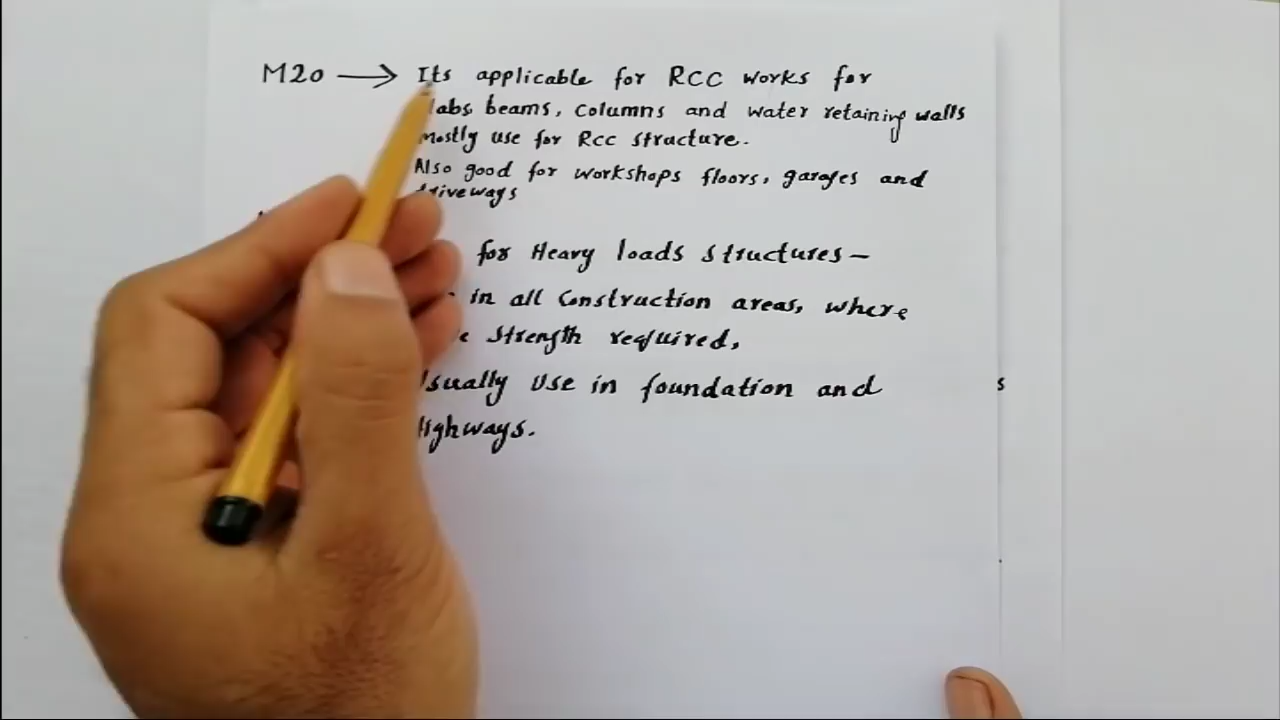 M20 → Its applicable for RCC works for
labs, beams, columns and water retaining walls
mostly use for Rcc structure.
Also good for workshops floors, garages and
driveways
for Heavy loads structures—
in all Construction areas, where
strength required,
Usually Use in foundation and
Highways.
s